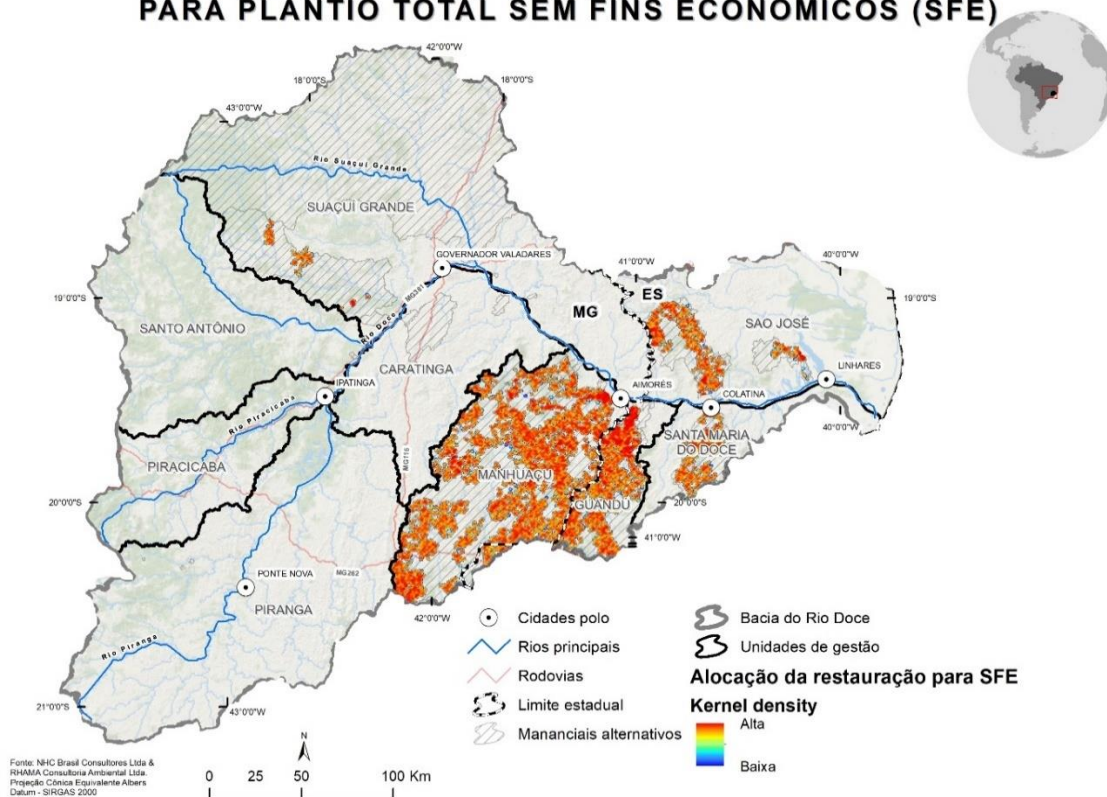 PARA PLANTIO TOTAL SEM FINS ECONÔMICOS (SFE)
42°0'0"W
18°0'0"S
18°0'0"S
43°0'0"W
Rio Suaçuí Grande
SUAÇUÍ GRANDE
GOVERNADOR VALADARES
41°0'0"W
40°0'0"W
19°0'0"S
19°0'0"S
MG
ES
SANTO ANTÔNIO
MG381
Rio Doce
SAO JOSÉ
CARATINGA
LINHARES
IPATINGA
AIMORÉS
COLATINA
40°0'0"W
Rio Piracicaba
SANTA MARIA
DO DOCE
PIRACICABA
MG116
MANHUAÇU
GUANDÚ
20°0'0"S
20°0'0"S
41°0'0"W
PONTE NOVA
MG262
PIRANGA
42°0'0"W
Rio Piranga
21°0'0"S
43°0'0"W
Cidades polo
Rios principais
Rodovias
Limite estadual
Mananciais alternativos
Bacia do Rio Doce
Unidades de gestão
Alocação da restauração para SFE
Kernel density
Alta
Baixa
N
0 25 50 100 Km
Fonte: NHC Brasil Consultores Ltda &
RHAMA Consultoria Ambiental Ltda.
Projeção Cônica Equivalente Albers
Datum - SIRGAS 2000